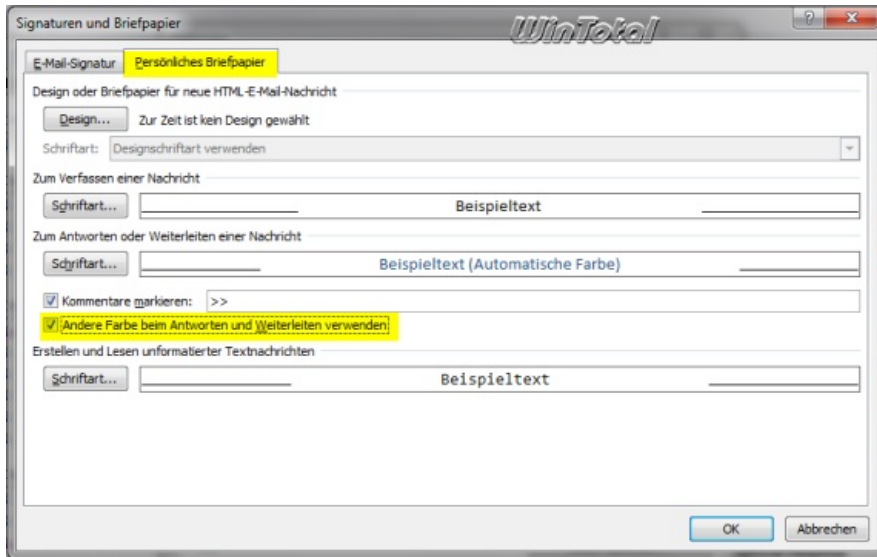 Signaturen und Briefpapier
WinTotal
E-Mail-Signatur Persönliches Briefpapier
Design oder Briefpapier für neue HTML-E-Mail-Nachricht
Design... Zur Zeit ist kein Design gewählt
Schriftart: Designschriftart verwenden
Zum Verfassen einer Nachricht
Schriftart... Beispieltext
Zum Antworten oder Weiterleiten einer Nachricht
Schriftart... Beispieltext (Automatische Farbe)
Kommentare markieren: >>
Andere Farbe beim Antworten und Weiterleiten verwenden
Erstellen und Lesen unformatierter Textnachrichten
Schriftart... Beispieltext
OK Abbrechen